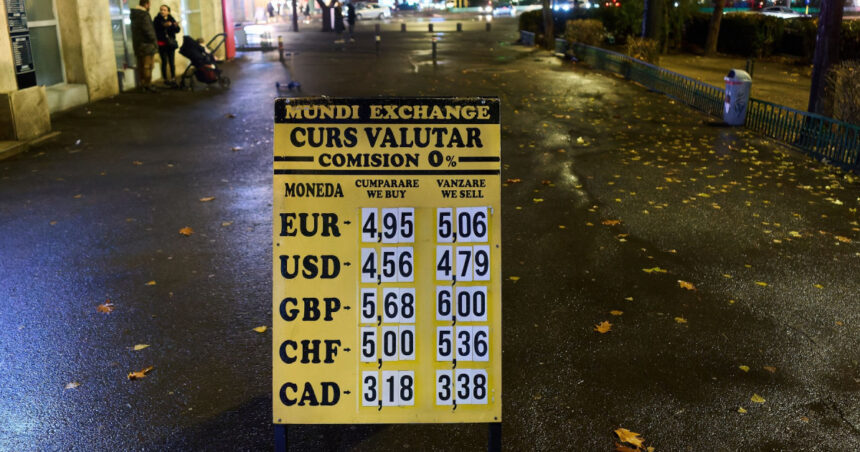 MUNDI EXCHANGE
CURS VALUTAR
COMISION 0%
MONEDA CUMPARARE WE BUY VANZARE WE SELL
EUR- 4,95 5,06
USD- 4,56 4,79
GBP- 5,68 6,00
CHF- 5,00 5,36
CAD- 3,18 3,38